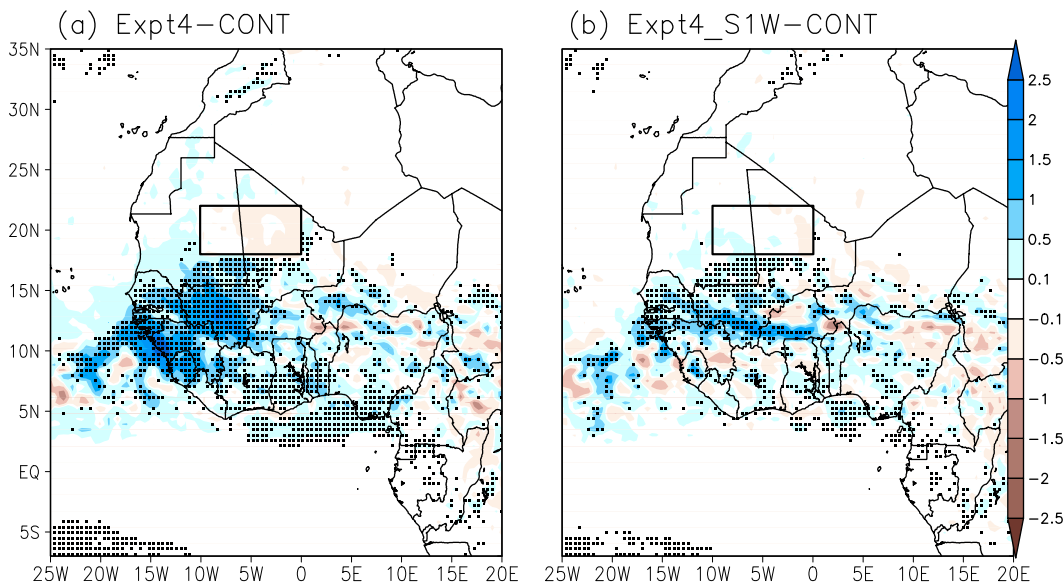 (a) Expt4−CONT
(b) Expt4_S1W−CONT
35N
30N
25N
20N
15N
10N
5N
EQ
5S
25W 20W 15W 10W 5W 0 5E 10E 15E 20E
25W 20W 15W 10W 5W 0 5E 10E 15E 20E
2.5
2
1.5
1
0.5
0.1
−0.1
−0.5
−1
−1.5
−2
−2.5